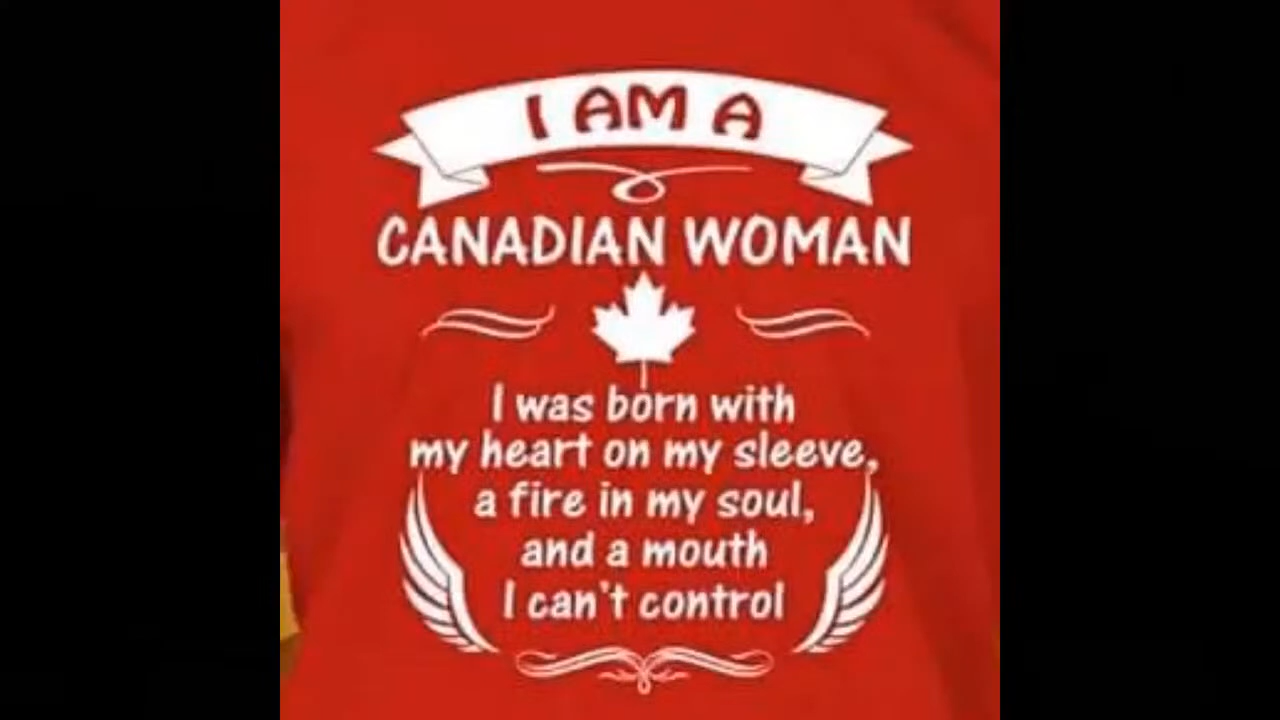 I AM A
CANADIAN WOMAN
I was born with
my heart on my sleeve,
a fire in my soul,
and a mouth
I can't control